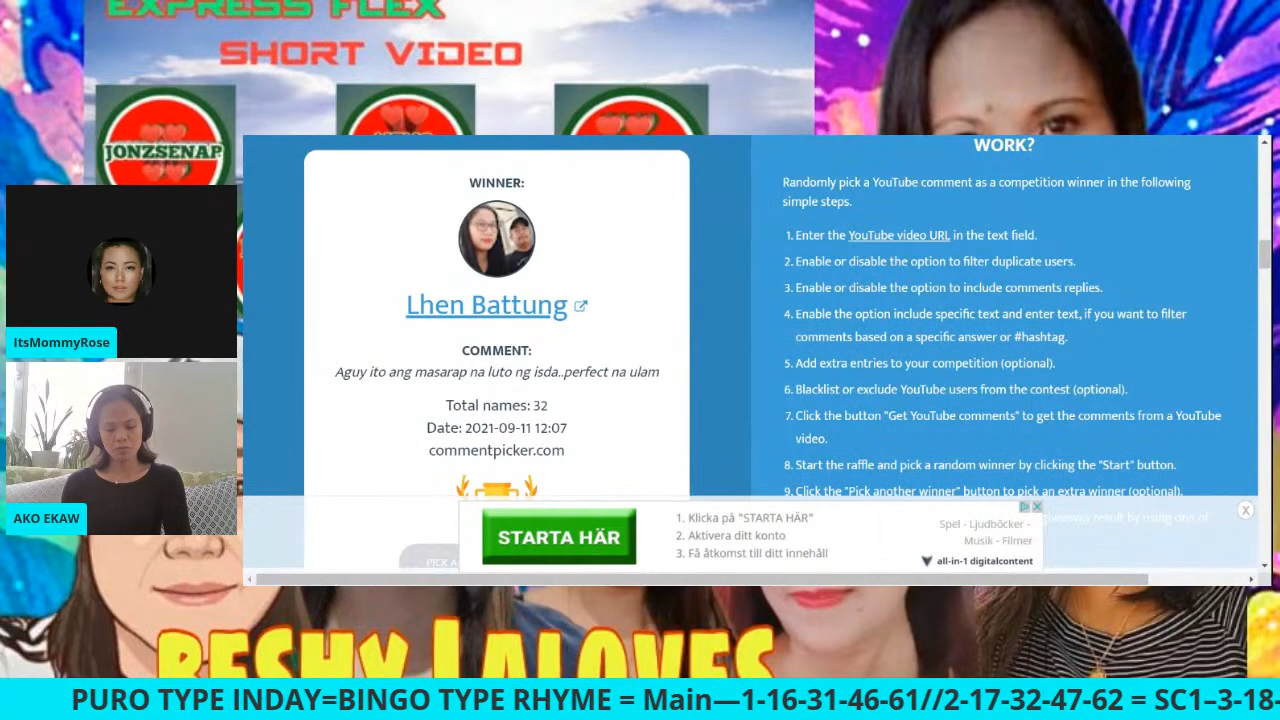 EXPRESS FLEX
SHORT VIDEO
JONZSENAP
ItsMommyRose
AKO EKAW
WINNER:
Lhen Battung
COMMENT:
Aguy ito ang masarap na luto ng isda..perfect na ulam
Total names: 32
Date: 2021-09-11 12:07
commentpicker.com
WORK?
Randomly pick a YouTube comment as a competition winner in the following
simple steps.
1. Enter the YouTube video URL in the text field.
2. Enable or disable the option to filter duplicate users.
3. Enable or disable the option to include comments replies.
4. Enable the option include specific text and enter text, if you want to filter
comments based on a specific answer or #hashtag.
5. Add extra entries to your competition (optional).
6. Blacklist or exclude YouTube users from the contest (optional).
7. Click the button "Get YouTube comments" to get the comments from a YouTube
video.
8. Start the raffle and pick a random winner by clicking the "Start" button.
9. Click the "Pick another winner" button to pick an extra winner (optional).
giveaway result by using one of
STARTA HÄR
1. Klicka på "STARTA HÄR"
2. Aktivera ditt konto
3. Få åtkomst till ditt innehåll
Spel - Ljudböcker -
Musik - Filmer
all-in-1 digitalcontent
X
PICK A
BESHY LALOVES
PURO TYPE INDAY=BINGO TYPE RHYME = Main—1-16-31-46-61//2-17-32-47-62 = SC1–3-18-